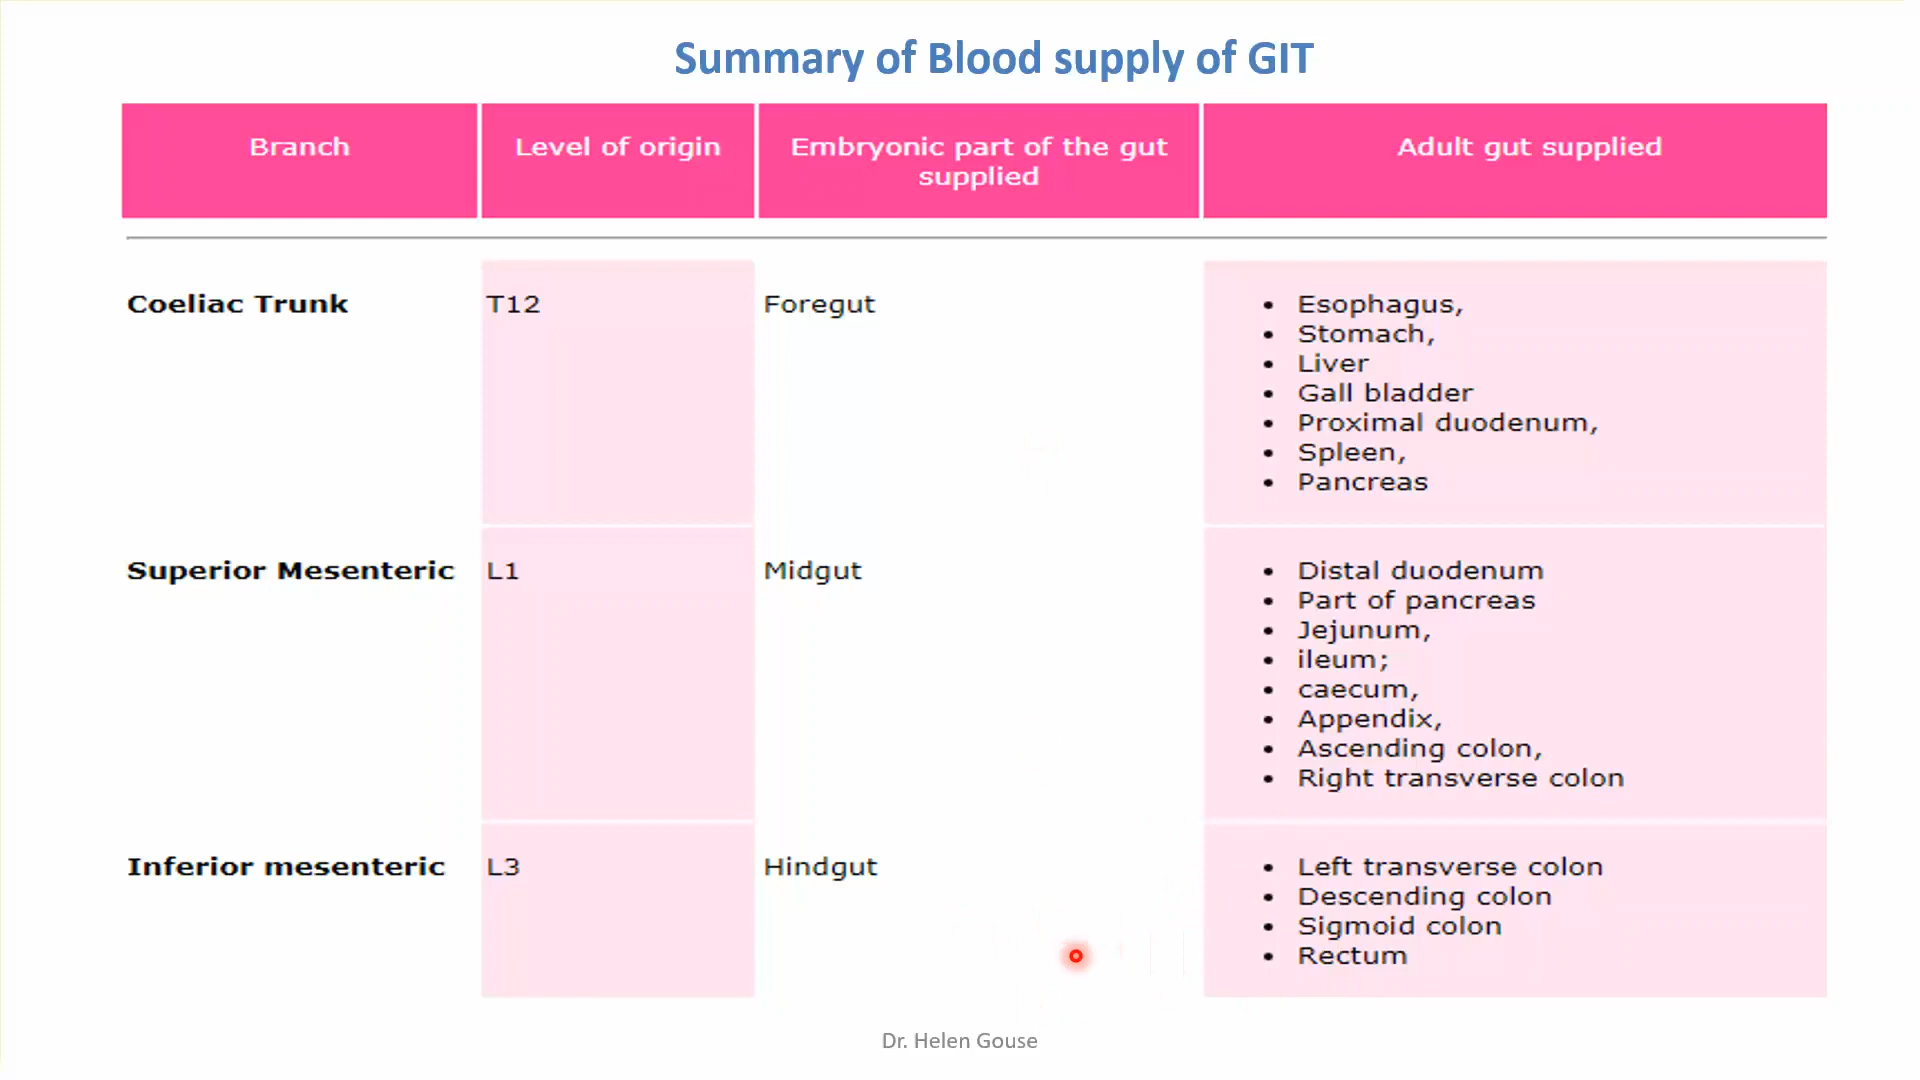 Summary of Blood supply of GIT
Branch
Level of origin
Embryonic part of the gut
supplied
Adult gut supplied
Coeliac Trunk
T12
Foregut
• Esophagus,
• Stomach,
• Liver
• Gall bladder
• Proximal duodenum,
• Spleen,
• Pancreas
Superior Mesenteric
L1
Midgut
• Distal duodenum
• Part of pancreas
• Jejunum,
• ileum;
• caecum,
• Appendix,
• Ascending colon,
• Right transverse colon
Inferior mesenteric
L3
Hindgut
• Left transverse colon
• Descending colon
• Sigmoid colon
• Rectum
Dr. Helen Gouse